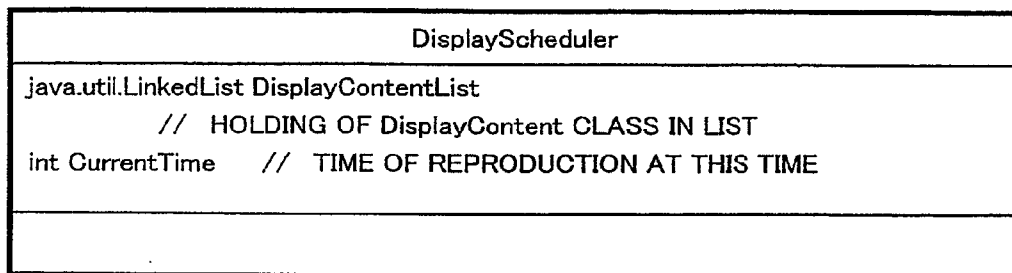 DisplayScheduler
java.util.LinkedList DisplayContentList
// HOLDING OF DisplayContent CLASS IN LIST
int CurrentTime // TIME OF REPRODUCTION AT THIS TIME